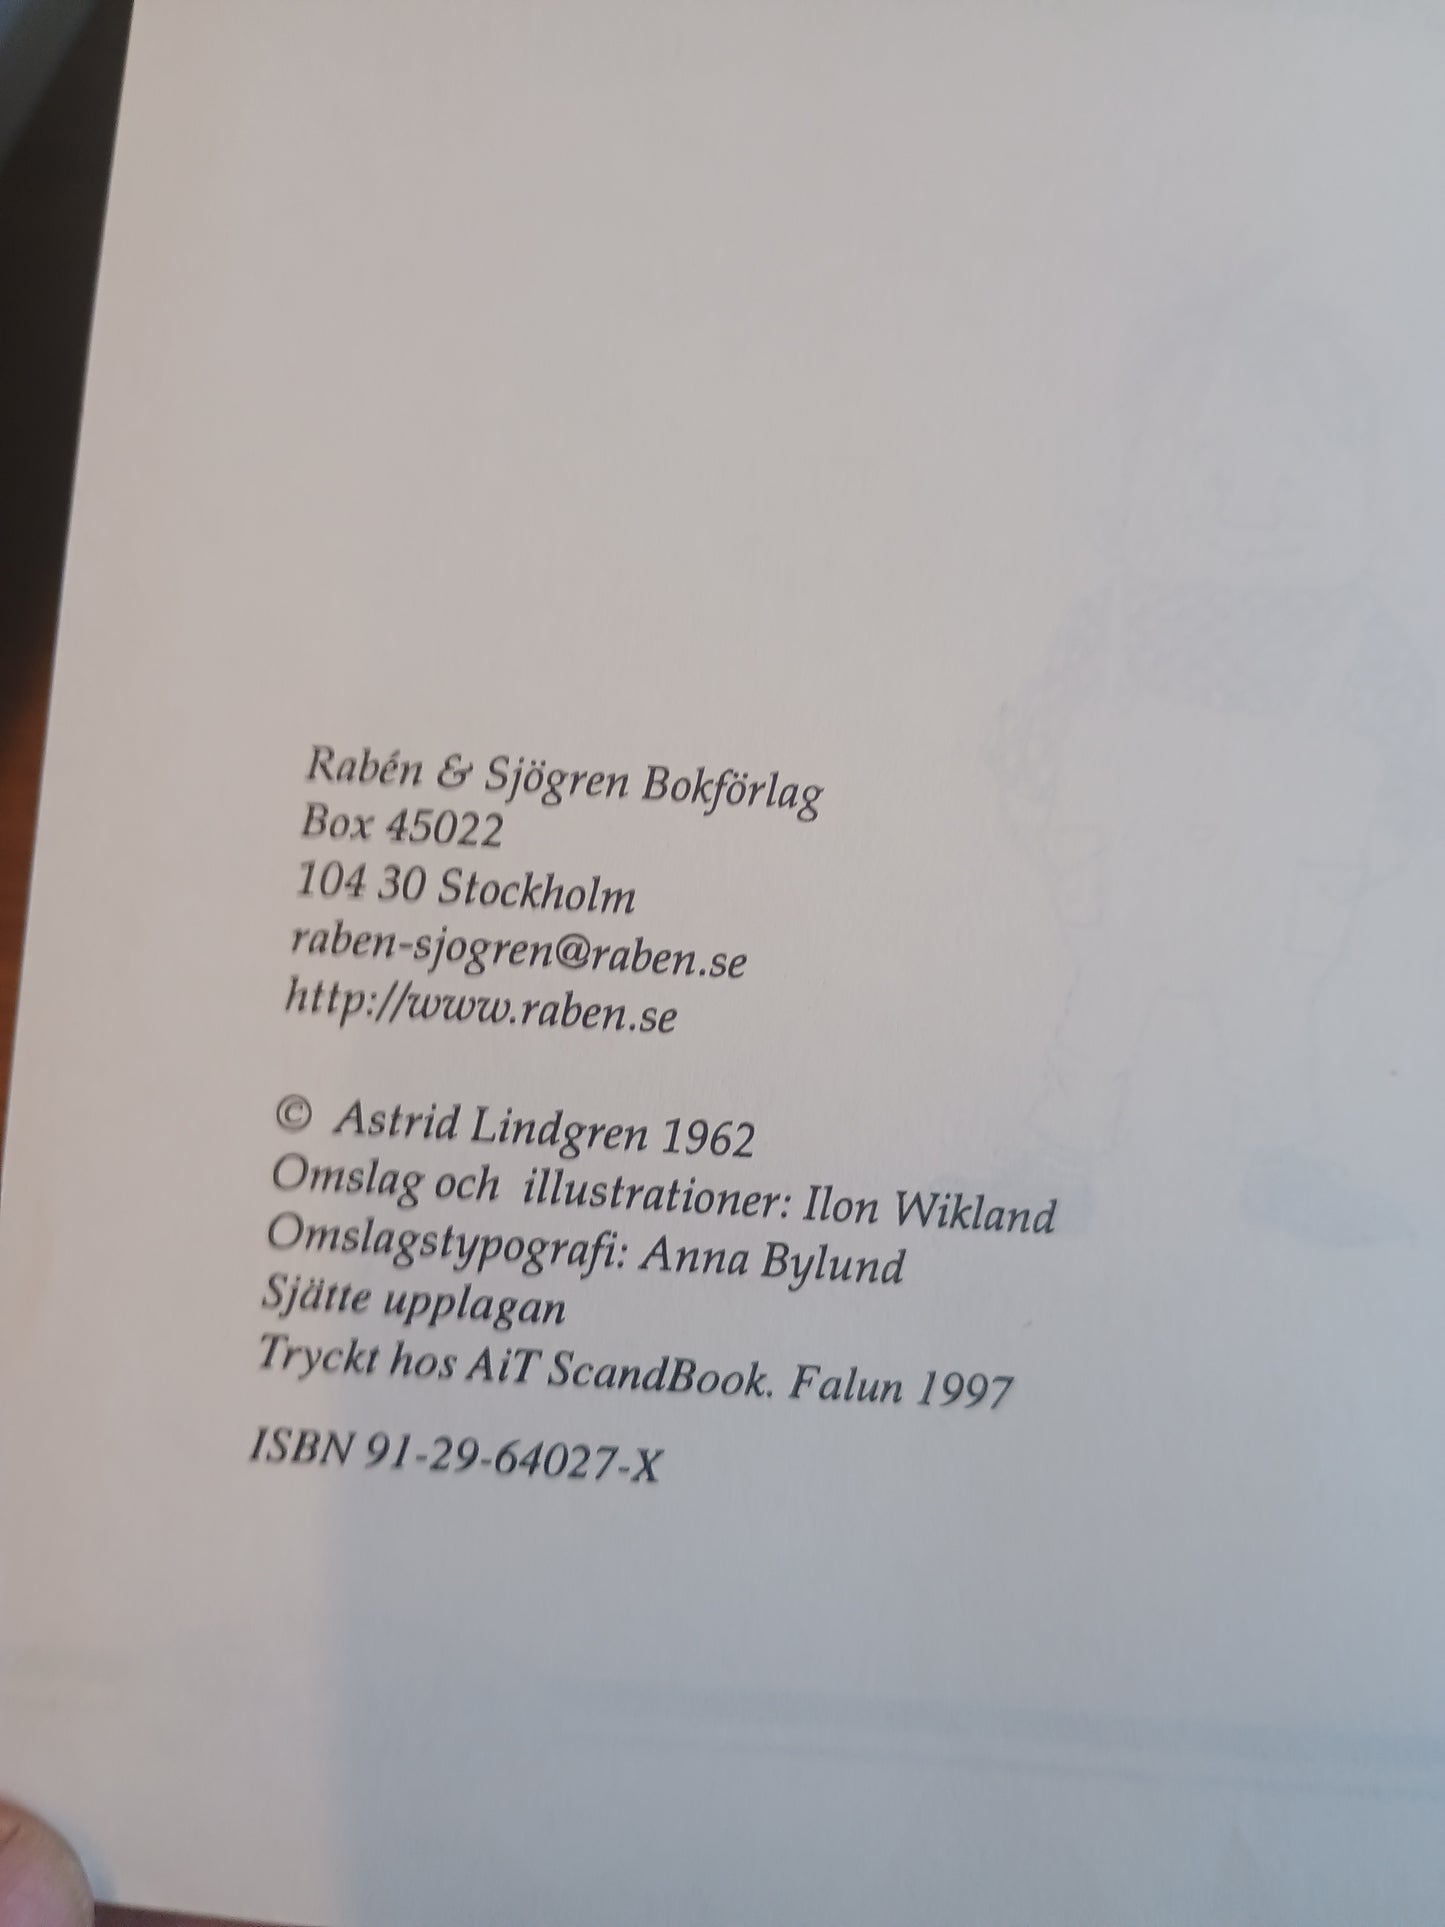 Rabén & Sjögren Bokförlag
Box 45022
104 30 Stockholm
raben-sjogren@raben.se
http://www.raben.se
© Astrid Lindgren 1962
Omslag och illustrationer: Ilon Wikland
Omslagstypografi: Anna Bylund
Sjätte upplagan
Tryckt hos AiT ScandBook. Falun 1997
ISBN 91-29-64027-X